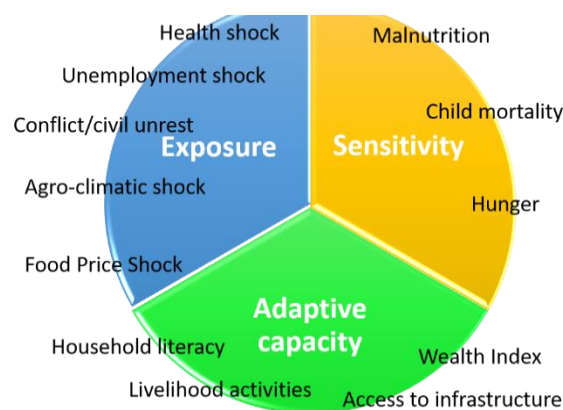 Health shock
Unemployment shock
Conflict/civil unrest
Exposure
Agro-climatic shock
Food Price Shock
Malnutrition
Child mortality
Sensitivity
Hunger
Adaptive
capacity
Household literacy
Livelihood activities
Wealth Index
Access to infrastructure